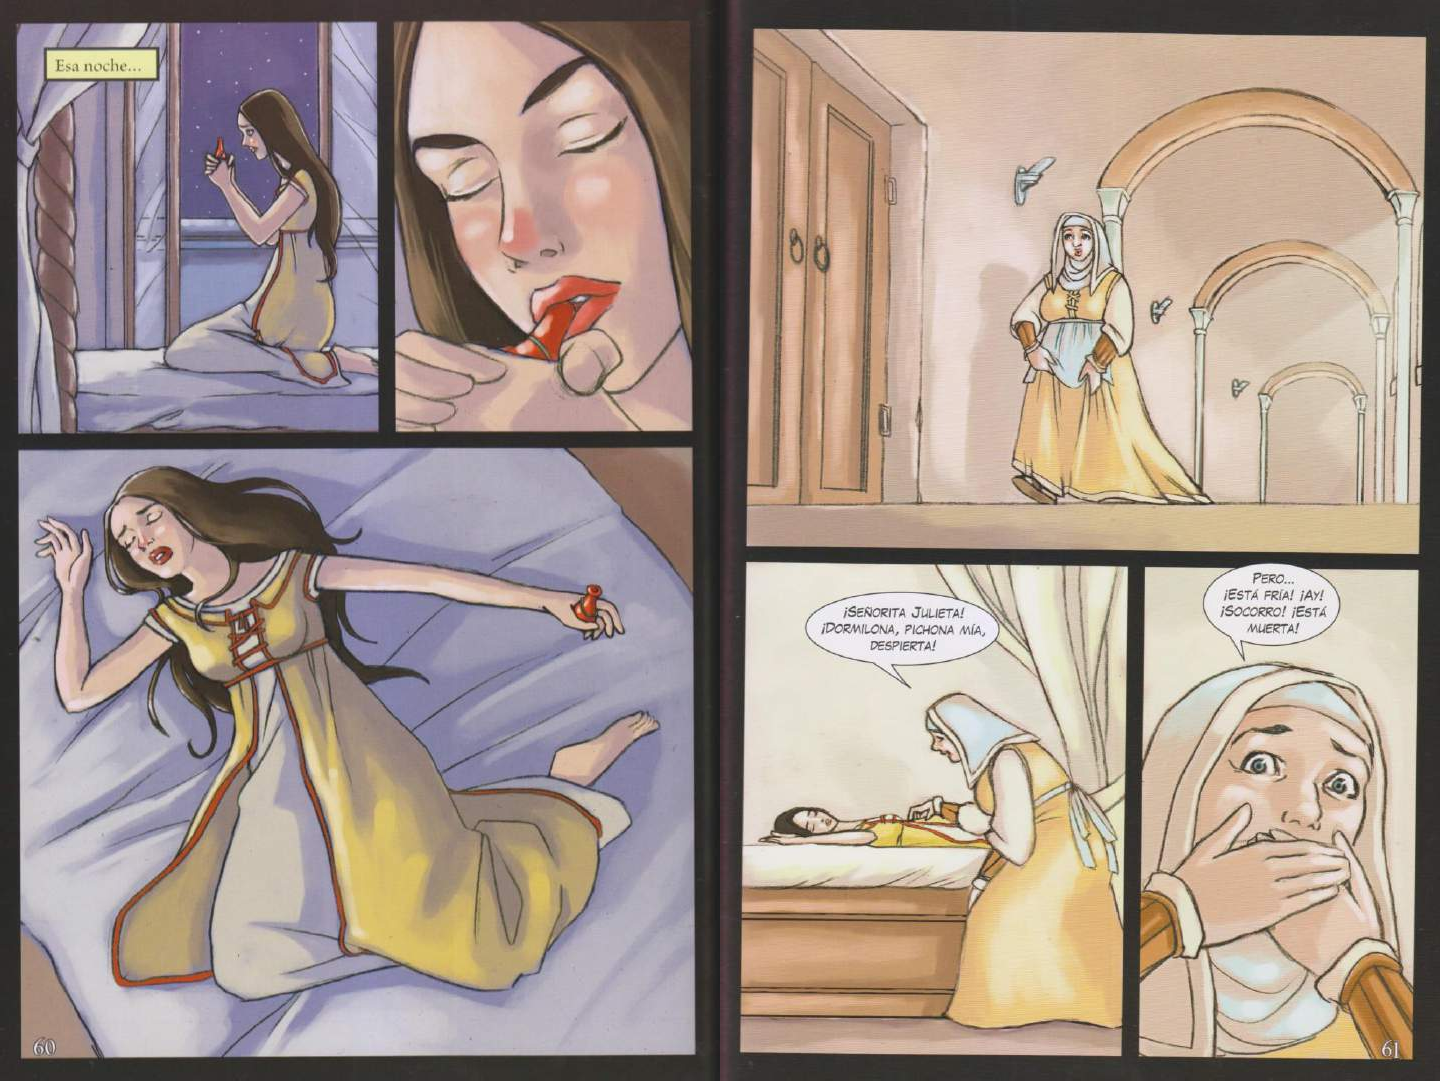 Esa noche...
60
¡SEÑORITA JULIETA!
¡DORMILONA, PICHONA MÍA,
DESPIERTA!
PERO...
¡ESTÁ FRÍA! ¡AY!
¡SOCORRO! ¡ESTÁ
MUERTA!
61